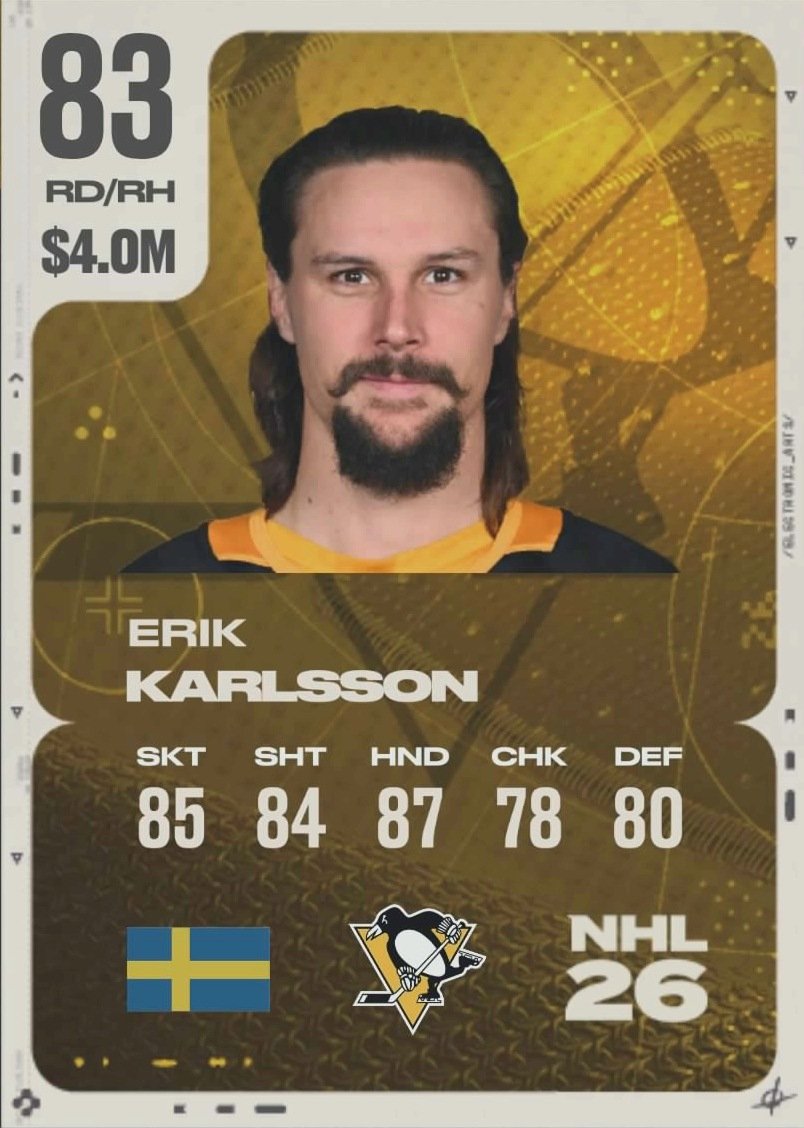 83
RD/RH
$4.0M
ERIK
KARLSSON
SKT SHT HND CHK DEF
85 84 87 78 80
NHL
26